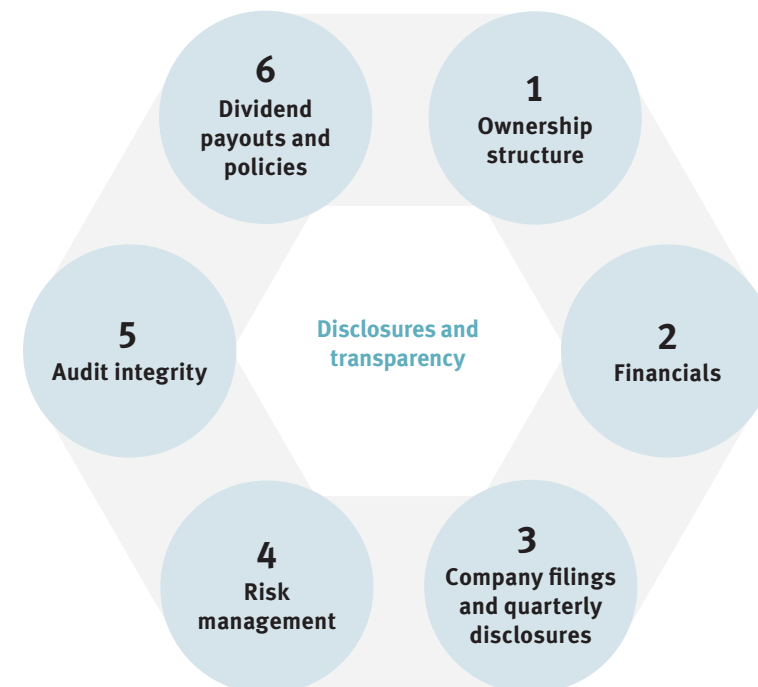 6
Dividend
payouts and
policies
1
Ownership
structure
5
Audit integrity
Disclosures and
transparency
2
Financials
4
Risk
management
3
Company filings
and quarterly
disclosures